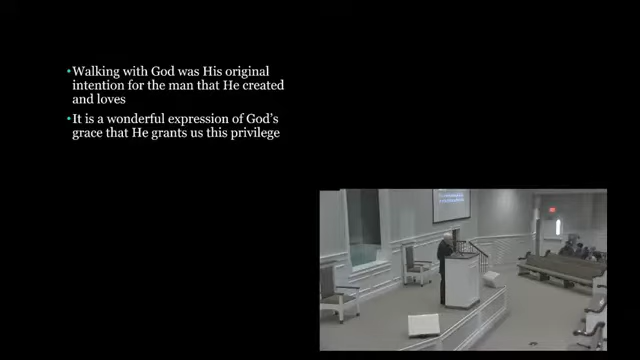 •Walking with God was His original
intention for the man that He created
and loves
•It is a wonderful expression of God's
grace that He grants us this privilege